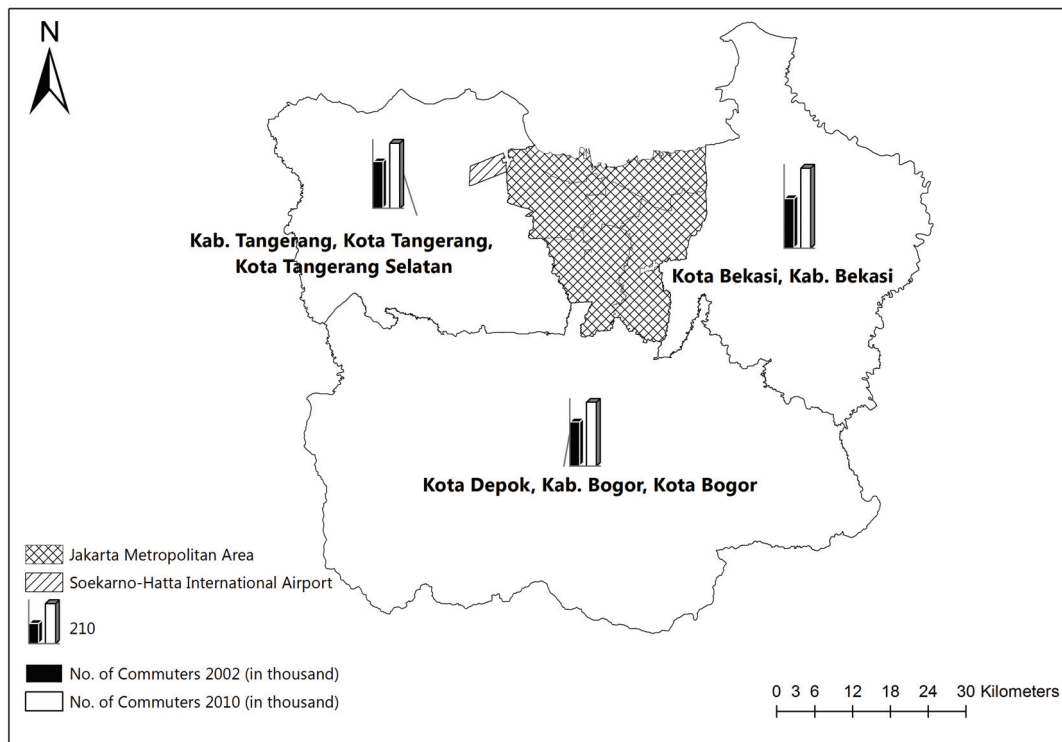 N
Kab. Tangerang, Kota Tangerang,
Kota Tangerang Selatan
Kota Bekasi, Kab. Bekasi
Kota Depok, Kab. Bogor, Kota Bogor
Jakarta Metropolitan Area
Soekarno-Hatta International Airport
210
No. of Commuters 2002 (in thousand)
No. of Commuters 2010 (in thousand)
0 3 6 12 18 24 30 Kilometers